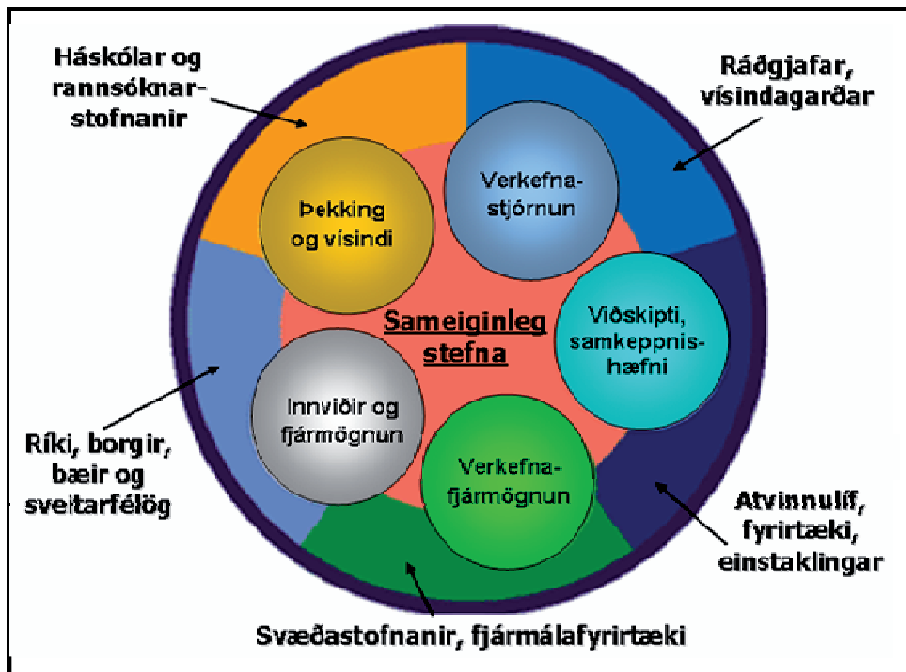 Háskólar og
rannsóknar-
stofnanir
Ráðgjafar,
vísindagarðar
Þekking
og vísindi
Verkefna-
stjórnun
Sameiginleg
stefna
Viðskipti,
samkeppnis-
hæfni
Innviðir og
fjármögnun
Verkefna-
fjármögnun
Ríki, borgir,
bæir og
sveitarfélög
Atvinnulíf,
fyrirtæki,
einstaklingar
Svæðastofnanir, fjármálafyrirtæki